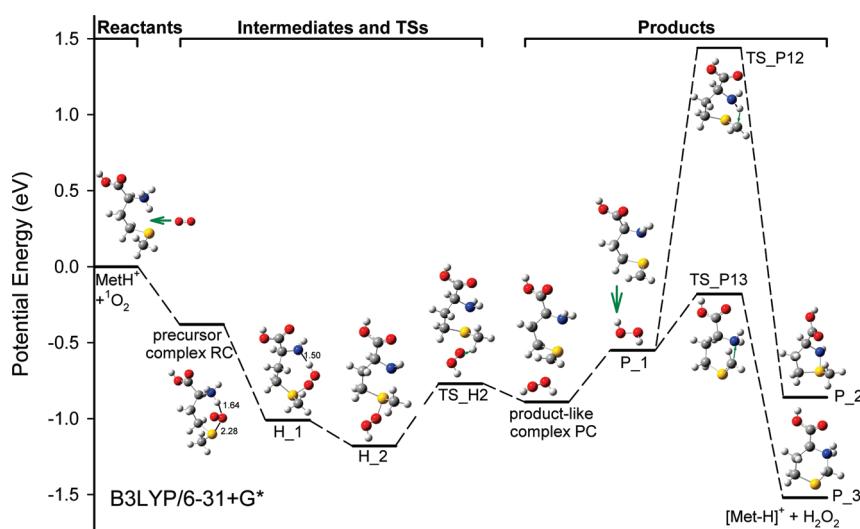 Reactants
Intermediates and TSs
Products
Potential Energy (eV)
1.5
1.0
0.5
0.0
-0.5
-1.0
-1.5
MetH⁺
+¹O₂
precursor
complex RC
1.64
2.28
H_1
1.50
H_2
TS_H2
product-like
complex PC
P_1
TS_P12
TS_P13
P_2
P_3
[Met-H]⁺ + H₂O₂
B3LYP/6-31+G*